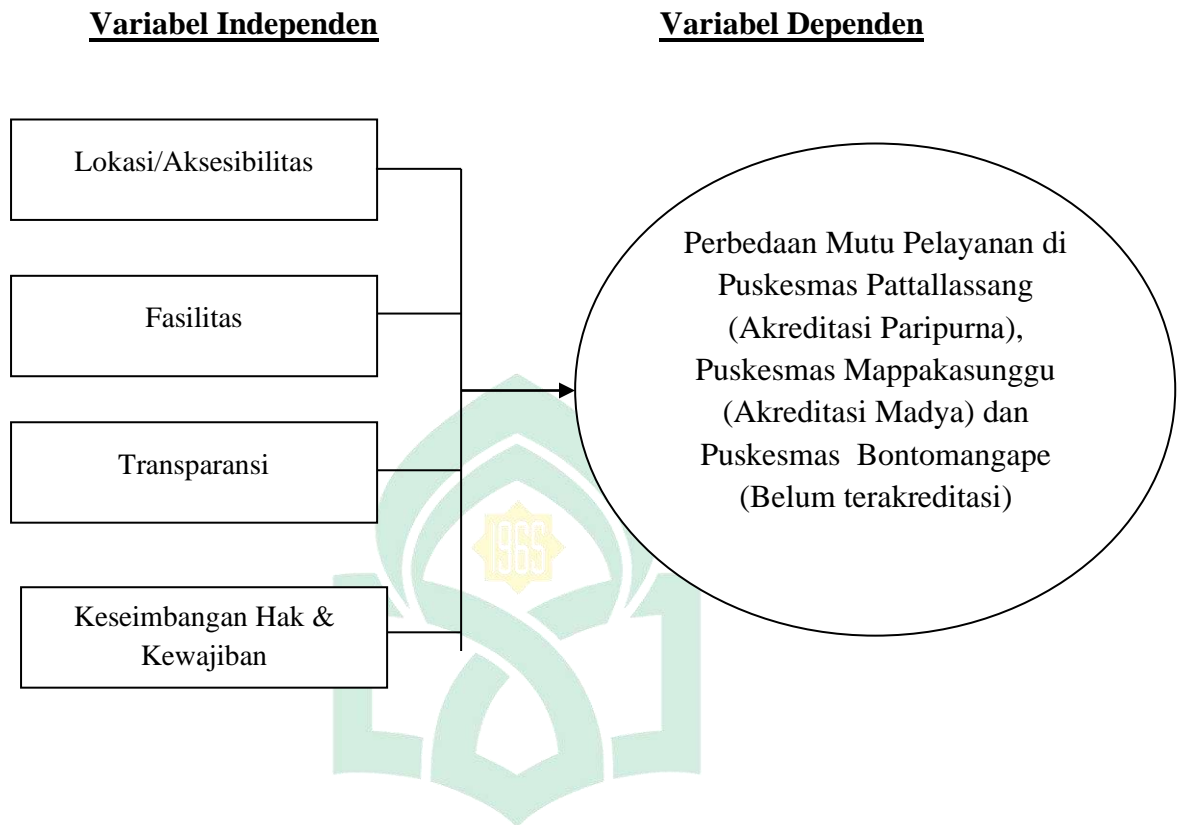 Variabel Independen
Variabel Dependen
Lokasi/Aksesibilitas
Fasilitas
Transparansi
Keseimbangan Hak &
Kewajiban
Perbedaan Mutu Pelayanan di
Puskesmas Pattallassang
(Akreditasi Paripurna),
Puskesmas Mappakasunggu
(Akreditasi Madya) dan
Puskesmas Bontomangape
(Belum terakreditasi)
1965